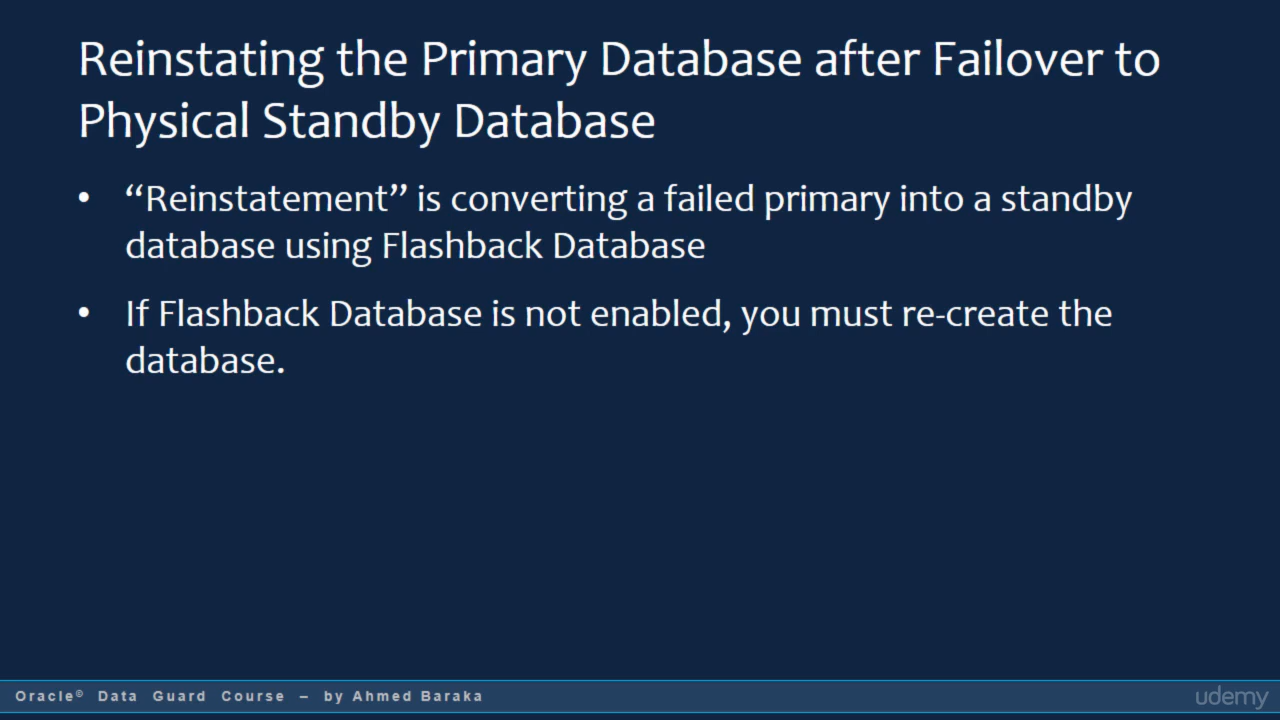 Reinstating the Primary Database after Failover to
Physical Standby Database
• “Reinstatement” is converting a failed primary into a standby
database using Flashback Database
• If Flashback Database is not enabled, you must re-create the
database.
Oracle© Data Guard Course – by Ahmed Baraka
udemy